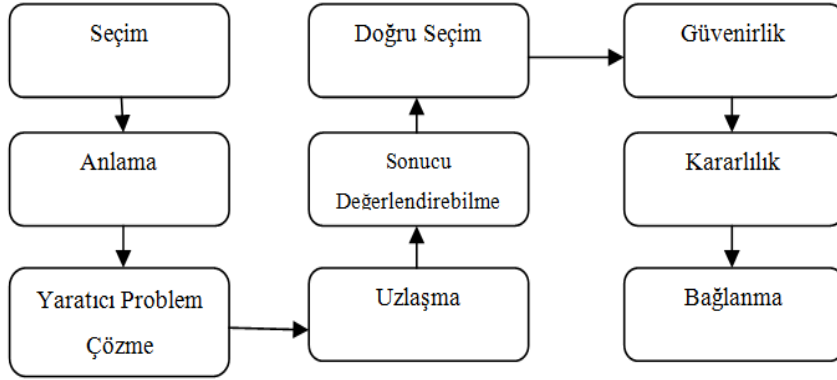 Seçim
Anlama
Yaratıcı Problem
Çözme
Uzlaşma
Sonucu
Değerlendirebilme
Doğru Seçim
Güvenirlik
Kararlılık
Bağlanma